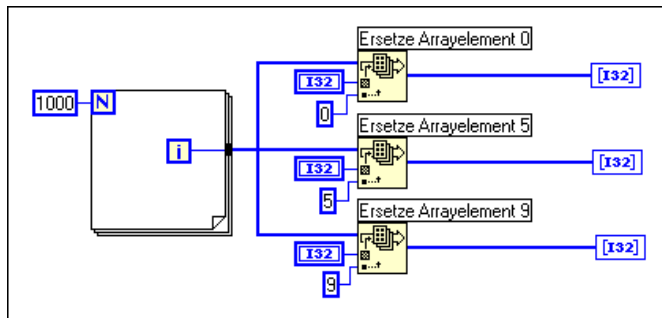 Ersetze Arrayelement 0
1000 N
I32
[I32]
0
i
Ersetze Arrayelement 5
I32
[I32]
5
Ersetze Arrayelement 9
I32
[I32]
9